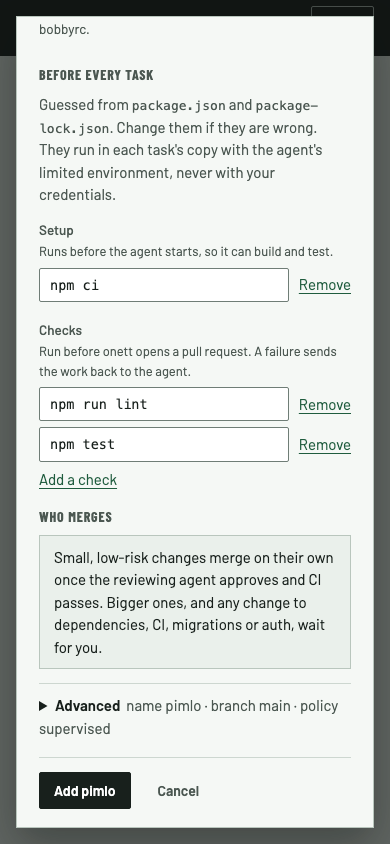 bobbyrc.
BEFORE EVERY TASK
Guessed from package.json and package-
lock.json. Change them if they are wrong.
They run in each task's copy with the agent's
limited environment, never with your
credentials.
Setup
Runs before the agent starts, so it can build and test.
npm ci
Remove
Checks
Run before onett opens a pull request. A failure sends
the work back to the agent.
npm run lint
Remove
npm test
Remove
Add a check
WHO MERGES
Small, low-risk changes merge on their own
once the reviewing agent approves and CI
passes. Bigger ones, and any change to
dependencies, CI, migrations or auth, wait
for you.
▶ Advanced name pimlo · branch main · policy
supervised
Add pimlo
Cancel